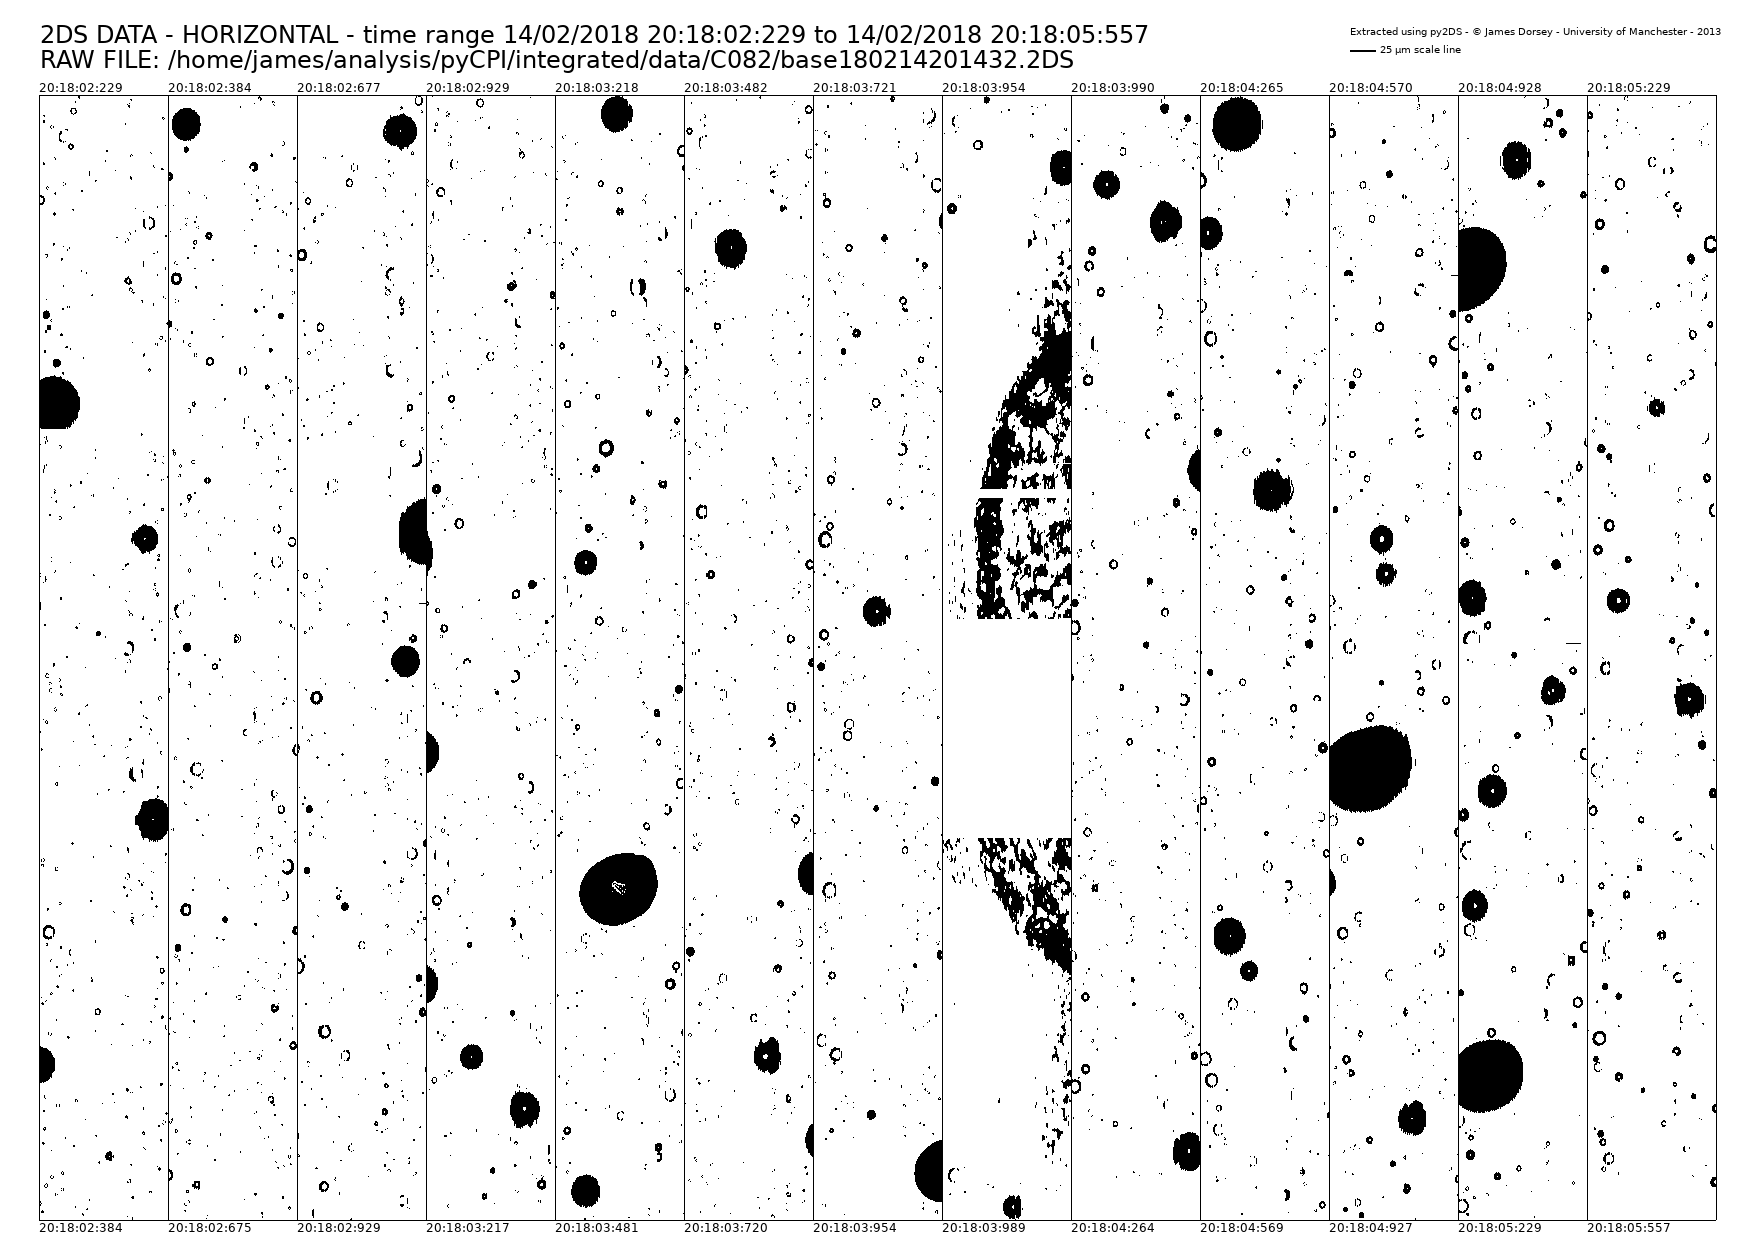 2DS DATA - HORIZONTAL - time range 14/02/2018 20:18:02:229 to 14/02/2018 20:18:05:557
RAW FILE: /home/james/analysis/pyCPI/integrated/data/C082/base180214201432.2DS
Extracted using py2DS - © James Dorsey - University of Manchester - 2013
25 μm scale line
20:18:02:229 20:18:02:384 20:18:02:677 20:18:02:929 20:18:03:218 20:18:03:482 20:18:03:721 20:18:03:954 20:18:03:990 20:18:04:265 20:18:04:570 20:18:04:928 20:18:05:229
20:18:02:384 20:18:02:675 20:18:02:929 20:18:03:217 20:18:03:481 20:18:03:720 20:18:03:954 20:18:03:989 20:18:04:264 20:18:04:569 20:18:04:927 20:18:05:229 20:18:05:557